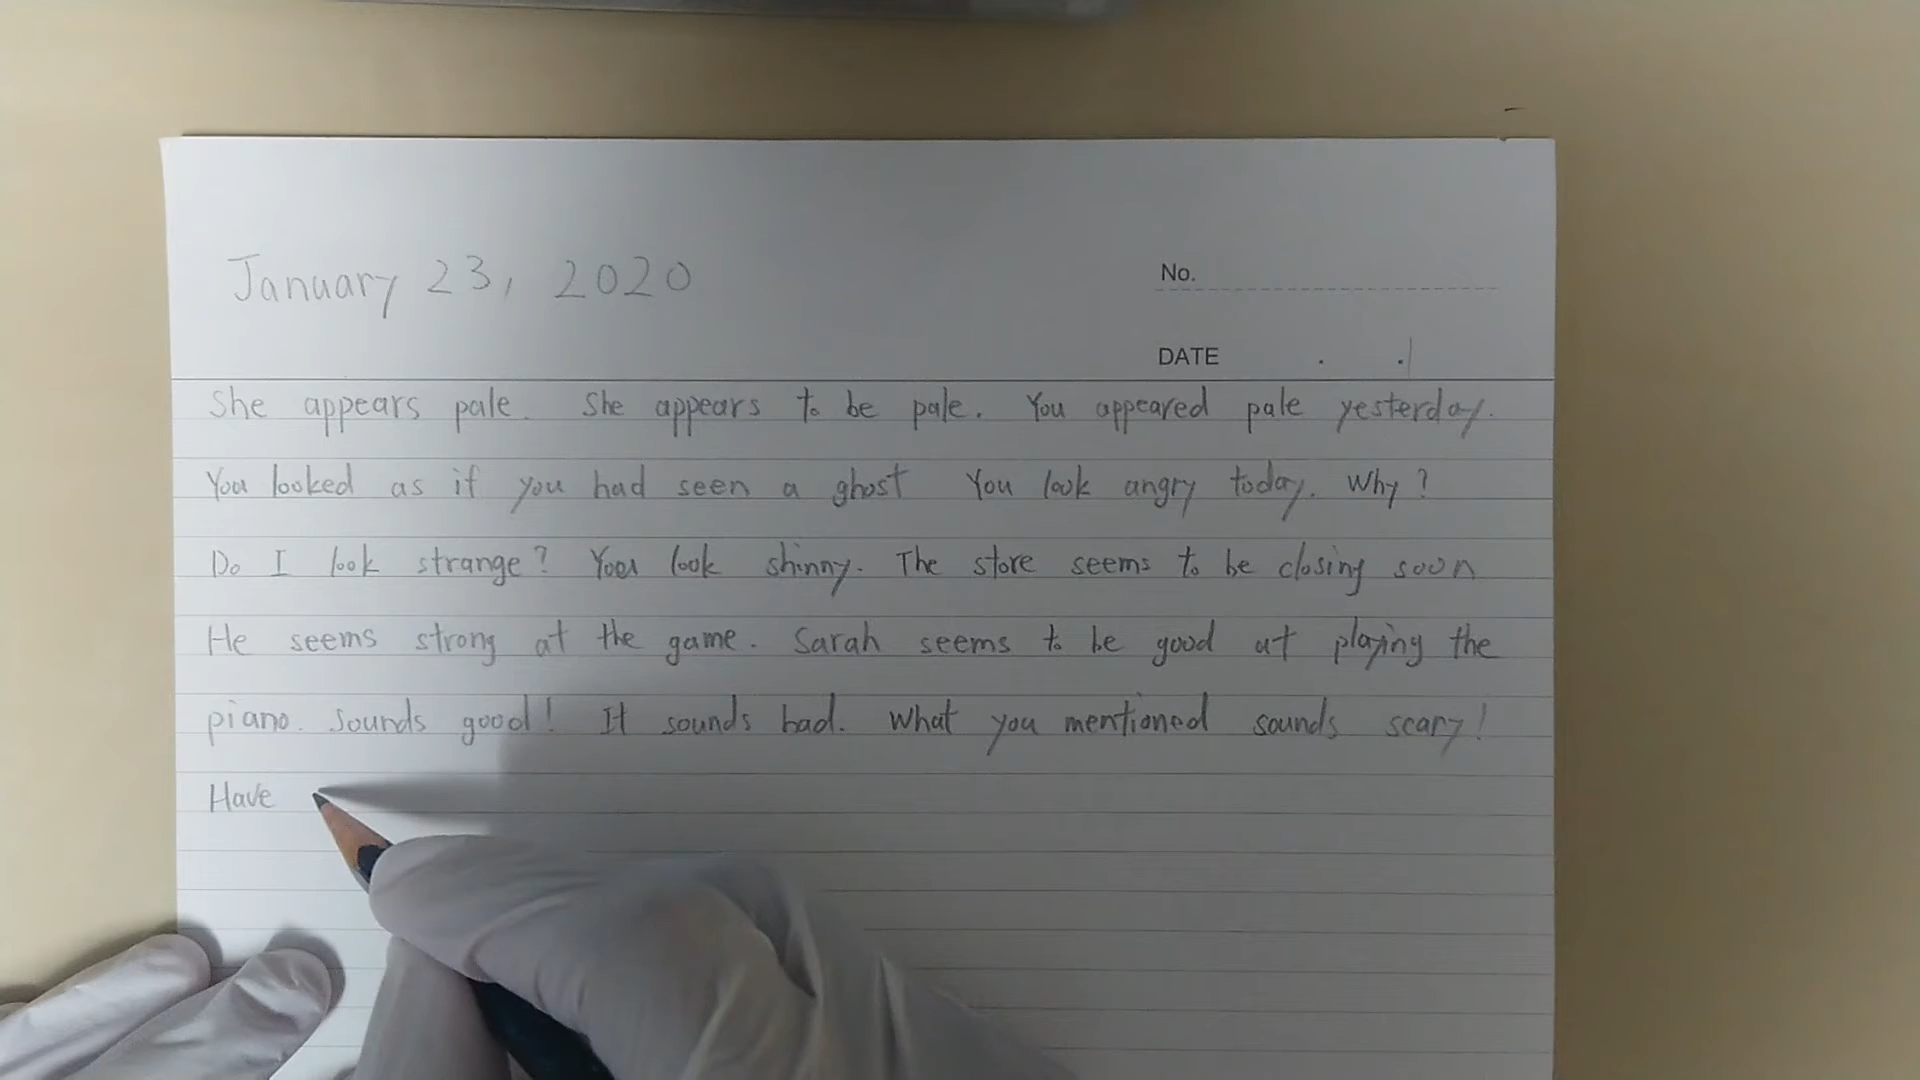 January 23, 2020
No.
DATE . .
She appears pale. She appears to be pale. You appeared pale yesterday.
You looked as if you had seen a ghost You look angry today. Why?
Do I look strange? You look shinny. The store seems to be closing soon
He seems strong at the game. Sarah seems to be good at playing the
piano. Sounds good! It sounds bad. What you mentioned sounds scary!
Have